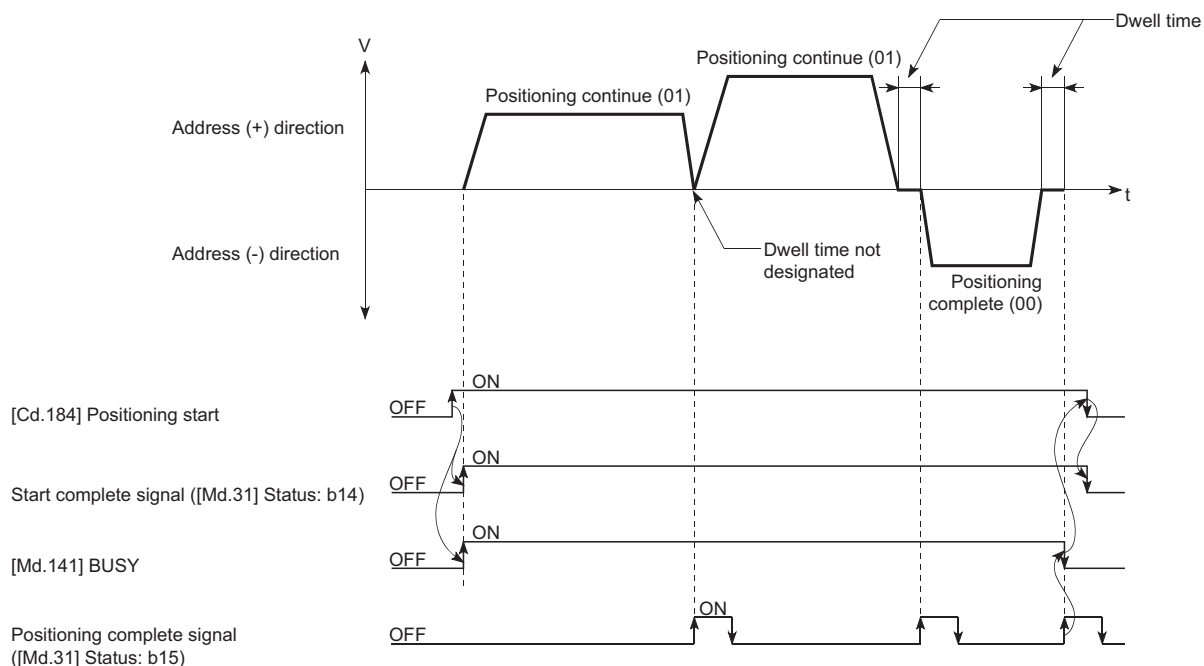 Dwell time
V
Positioning continue (01)
Positioning continue (01)
Address (+) direction
t
Address (-) direction
Dwell time not
designated
Positioning
complete (00)
ON
[Cd.184] Positioning start
OFF
ON
Start complete signal ([Md.31] Status: b14)
OFF
ON
[Md.141] BUSY
OFF
ON
Positioning complete signal
([Md.31] Status: b15)
OFF